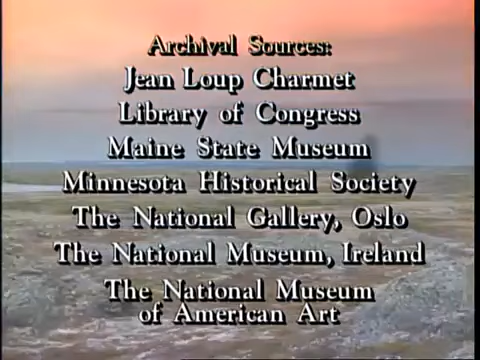 Archival Sources:
Jean Loup Charmet
Library of Congress
Maine State Museum
Minnesota Historical Society
The National Gallery, Oslo
The National Museum, Ireland
The National Museum
of American Art